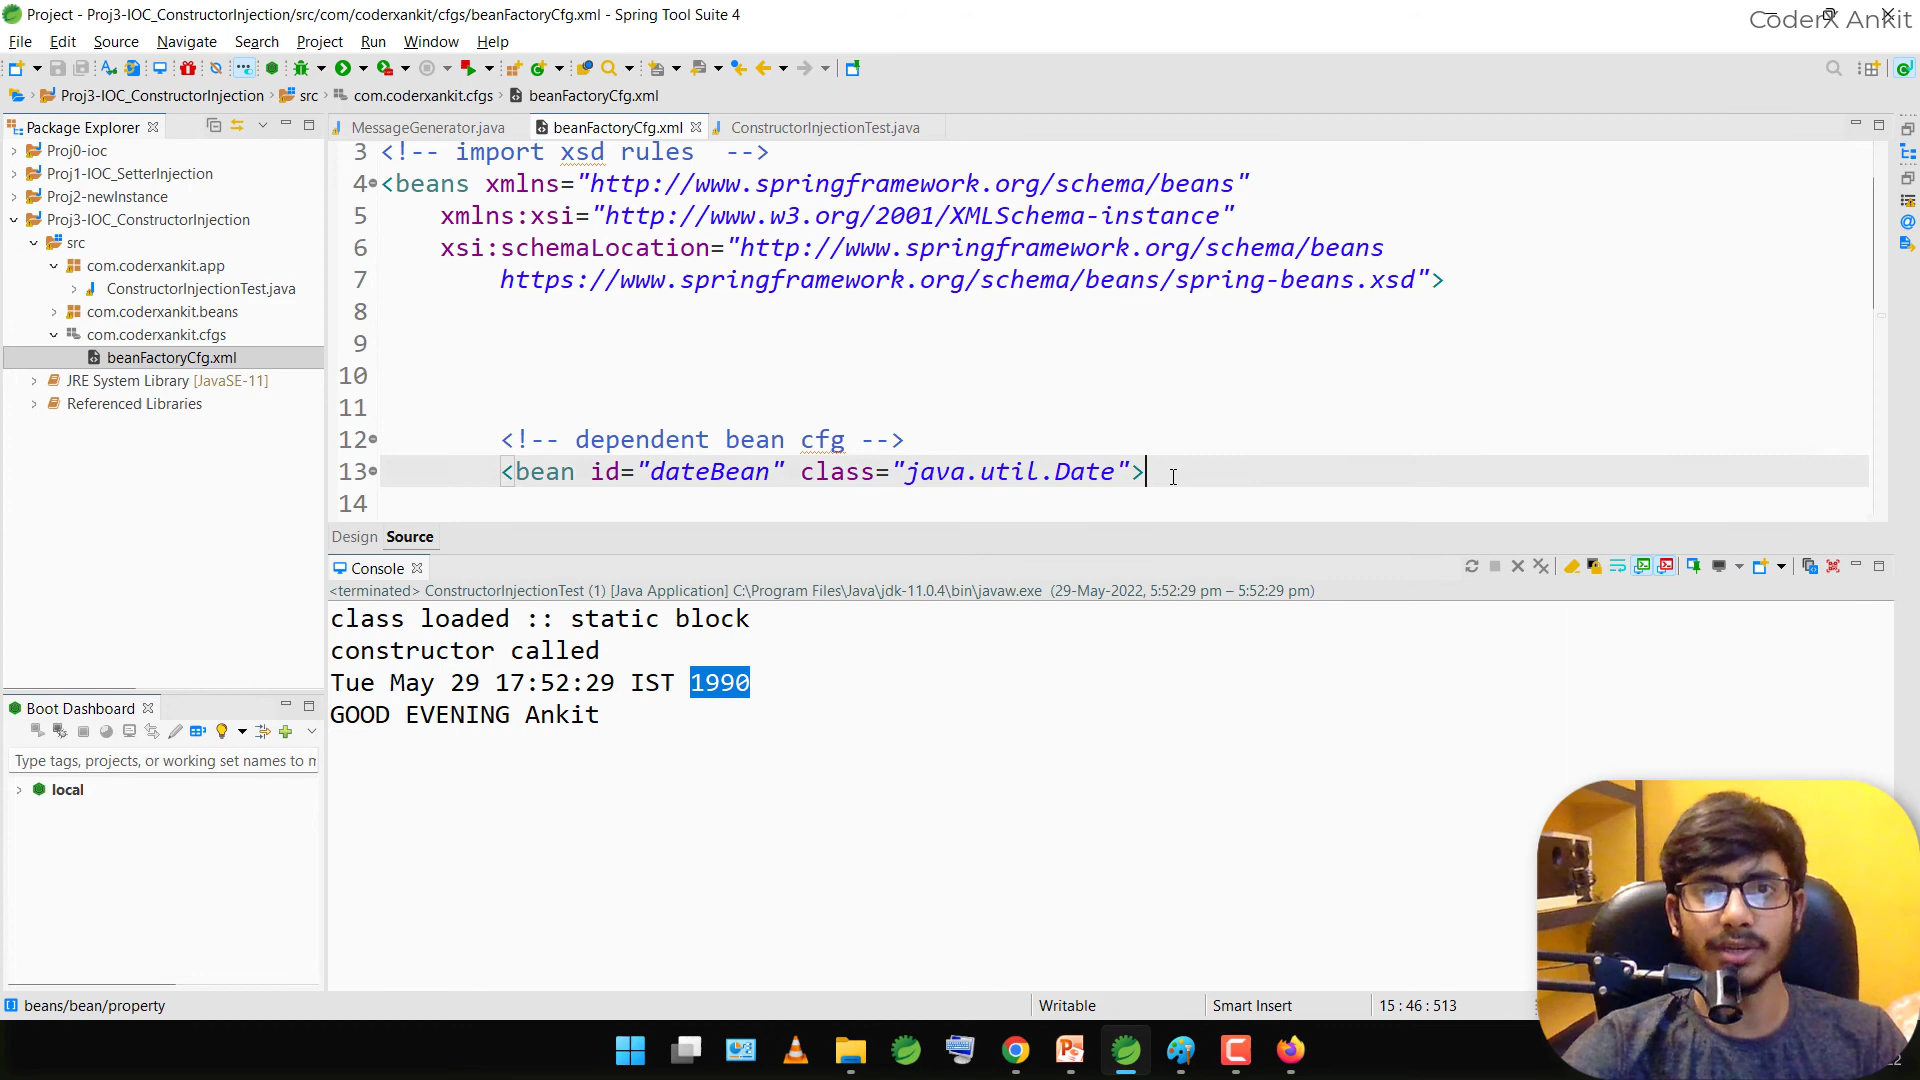 Project - Proj3-IOC_ConstructorInjection/src/com/coderxankit/cfgs/beanFactoryCfg.xml - Spring Tool Suite 4
CoderX Ankit
File Edit Source Navigate Search Project Run Window Help
Proj3-IOC_ConstructorInjection src com.coderxankit.cfgs beanFactoryCfg.xml
Package Explorer
Proj0-ioc
Proj1-IOC_SetterInjection
Proj2-newInstance
Proj3-IOC_ConstructorInjection
src
com.coderxankit.app
ConstructorInjectionTest.java
com.coderxankit.beans
com.coderxankit.cfgs
beanFactoryCfg.xml
JRE System Library [JavaSE-11]
Referenced Libraries
MessageGenerator.java beanFactoryCfg.xml ConstructorInjectionTest.java
3 <!-- import xsd rules -->
4 <beans xmlns="http://www.springframework.org/schema/beans"
5 xmlns:xsi="http://www.w3.org/2001/XMLSchema-instance"
6 xsi:schemaLocation="http://www.springframework.org/schema/beans
7 https://www.springframework.org/schema/beans/spring-beans.xsd">
8
9
10
11
12 <!-- dependent bean cfg -->
13 <bean id="dateBean" class="java.util.Date">
14
Design Source
Console
<terminated> ConstructorInjectionTest (1) [Java Application] C:\Program Files\Java\jdk-11.0.4\bin\javaw.exe (29-May-2022, 5:52:29 pm – 5:52:29 pm)
class loaded :: static block
constructor called
Tue May 29 17:52:29 IST 1990
GOOD EVENING Ankit
Boot Dashboard
Type tags, projects, or working set names to m
local
beans/bean/property
Writable
Smart Insert
15 : 46 : 513